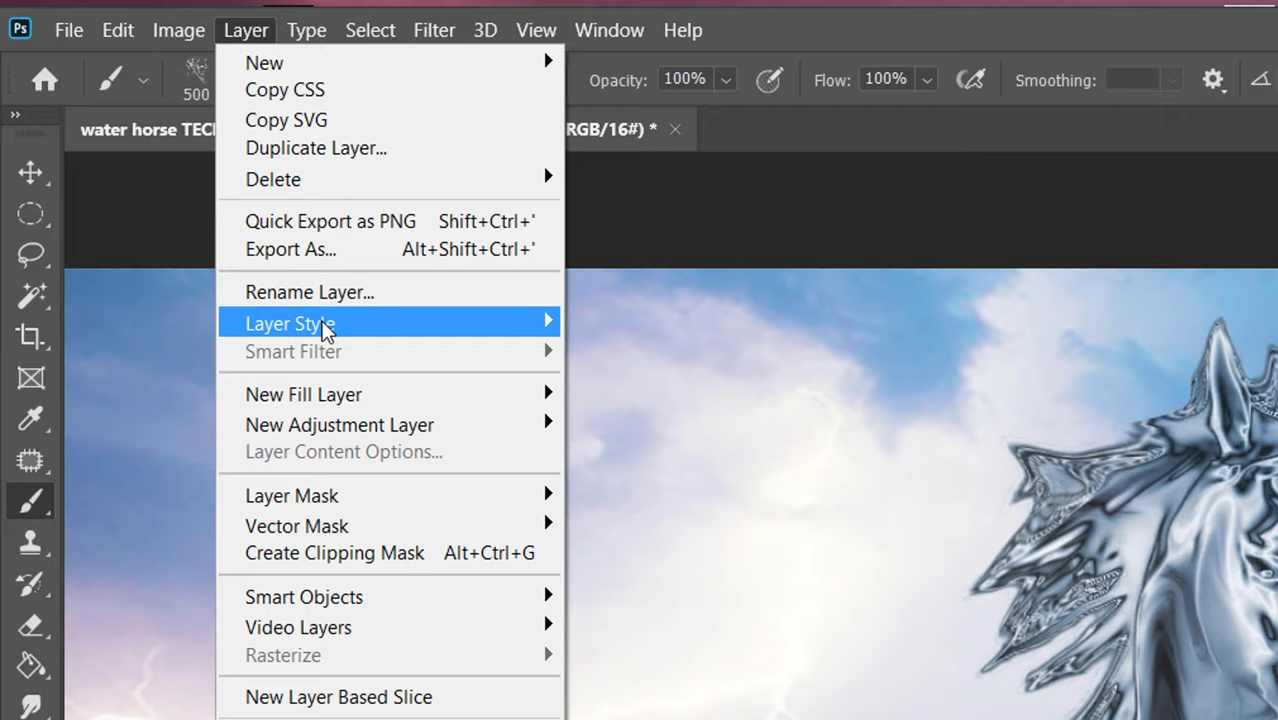 Ps File Edit Image Layer Type Select Filter 3D View Window Help
500 Opacity: 100% Flow: 100% Smoothing:
water horse TECH RGB/16#) *
New
Copy CSS
Copy SVG
Duplicate Layer...
Delete
Quick Export as PNG Shift+Ctrl+'
Export As... Alt+Shift+Ctrl+'
Rename Layer...
Layer Style
Smart Filter
New Fill Layer
New Adjustment Layer
Layer Content Options...
Layer Mask
Vector Mask
Create Clipping Mask Alt+Ctrl+G
Smart Objects
Video Layers
Rasterize
New Layer Based Slice